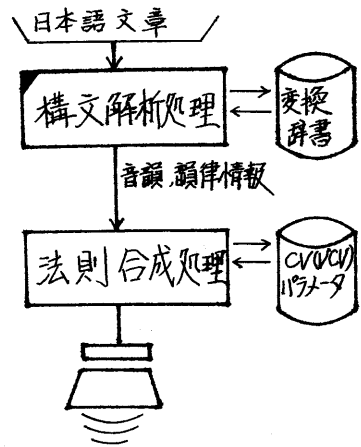 日本語文章
構文解析処理
変換
辞書
音韻,韻律情報
法則合成処理
CV(VCV)
パラメータ